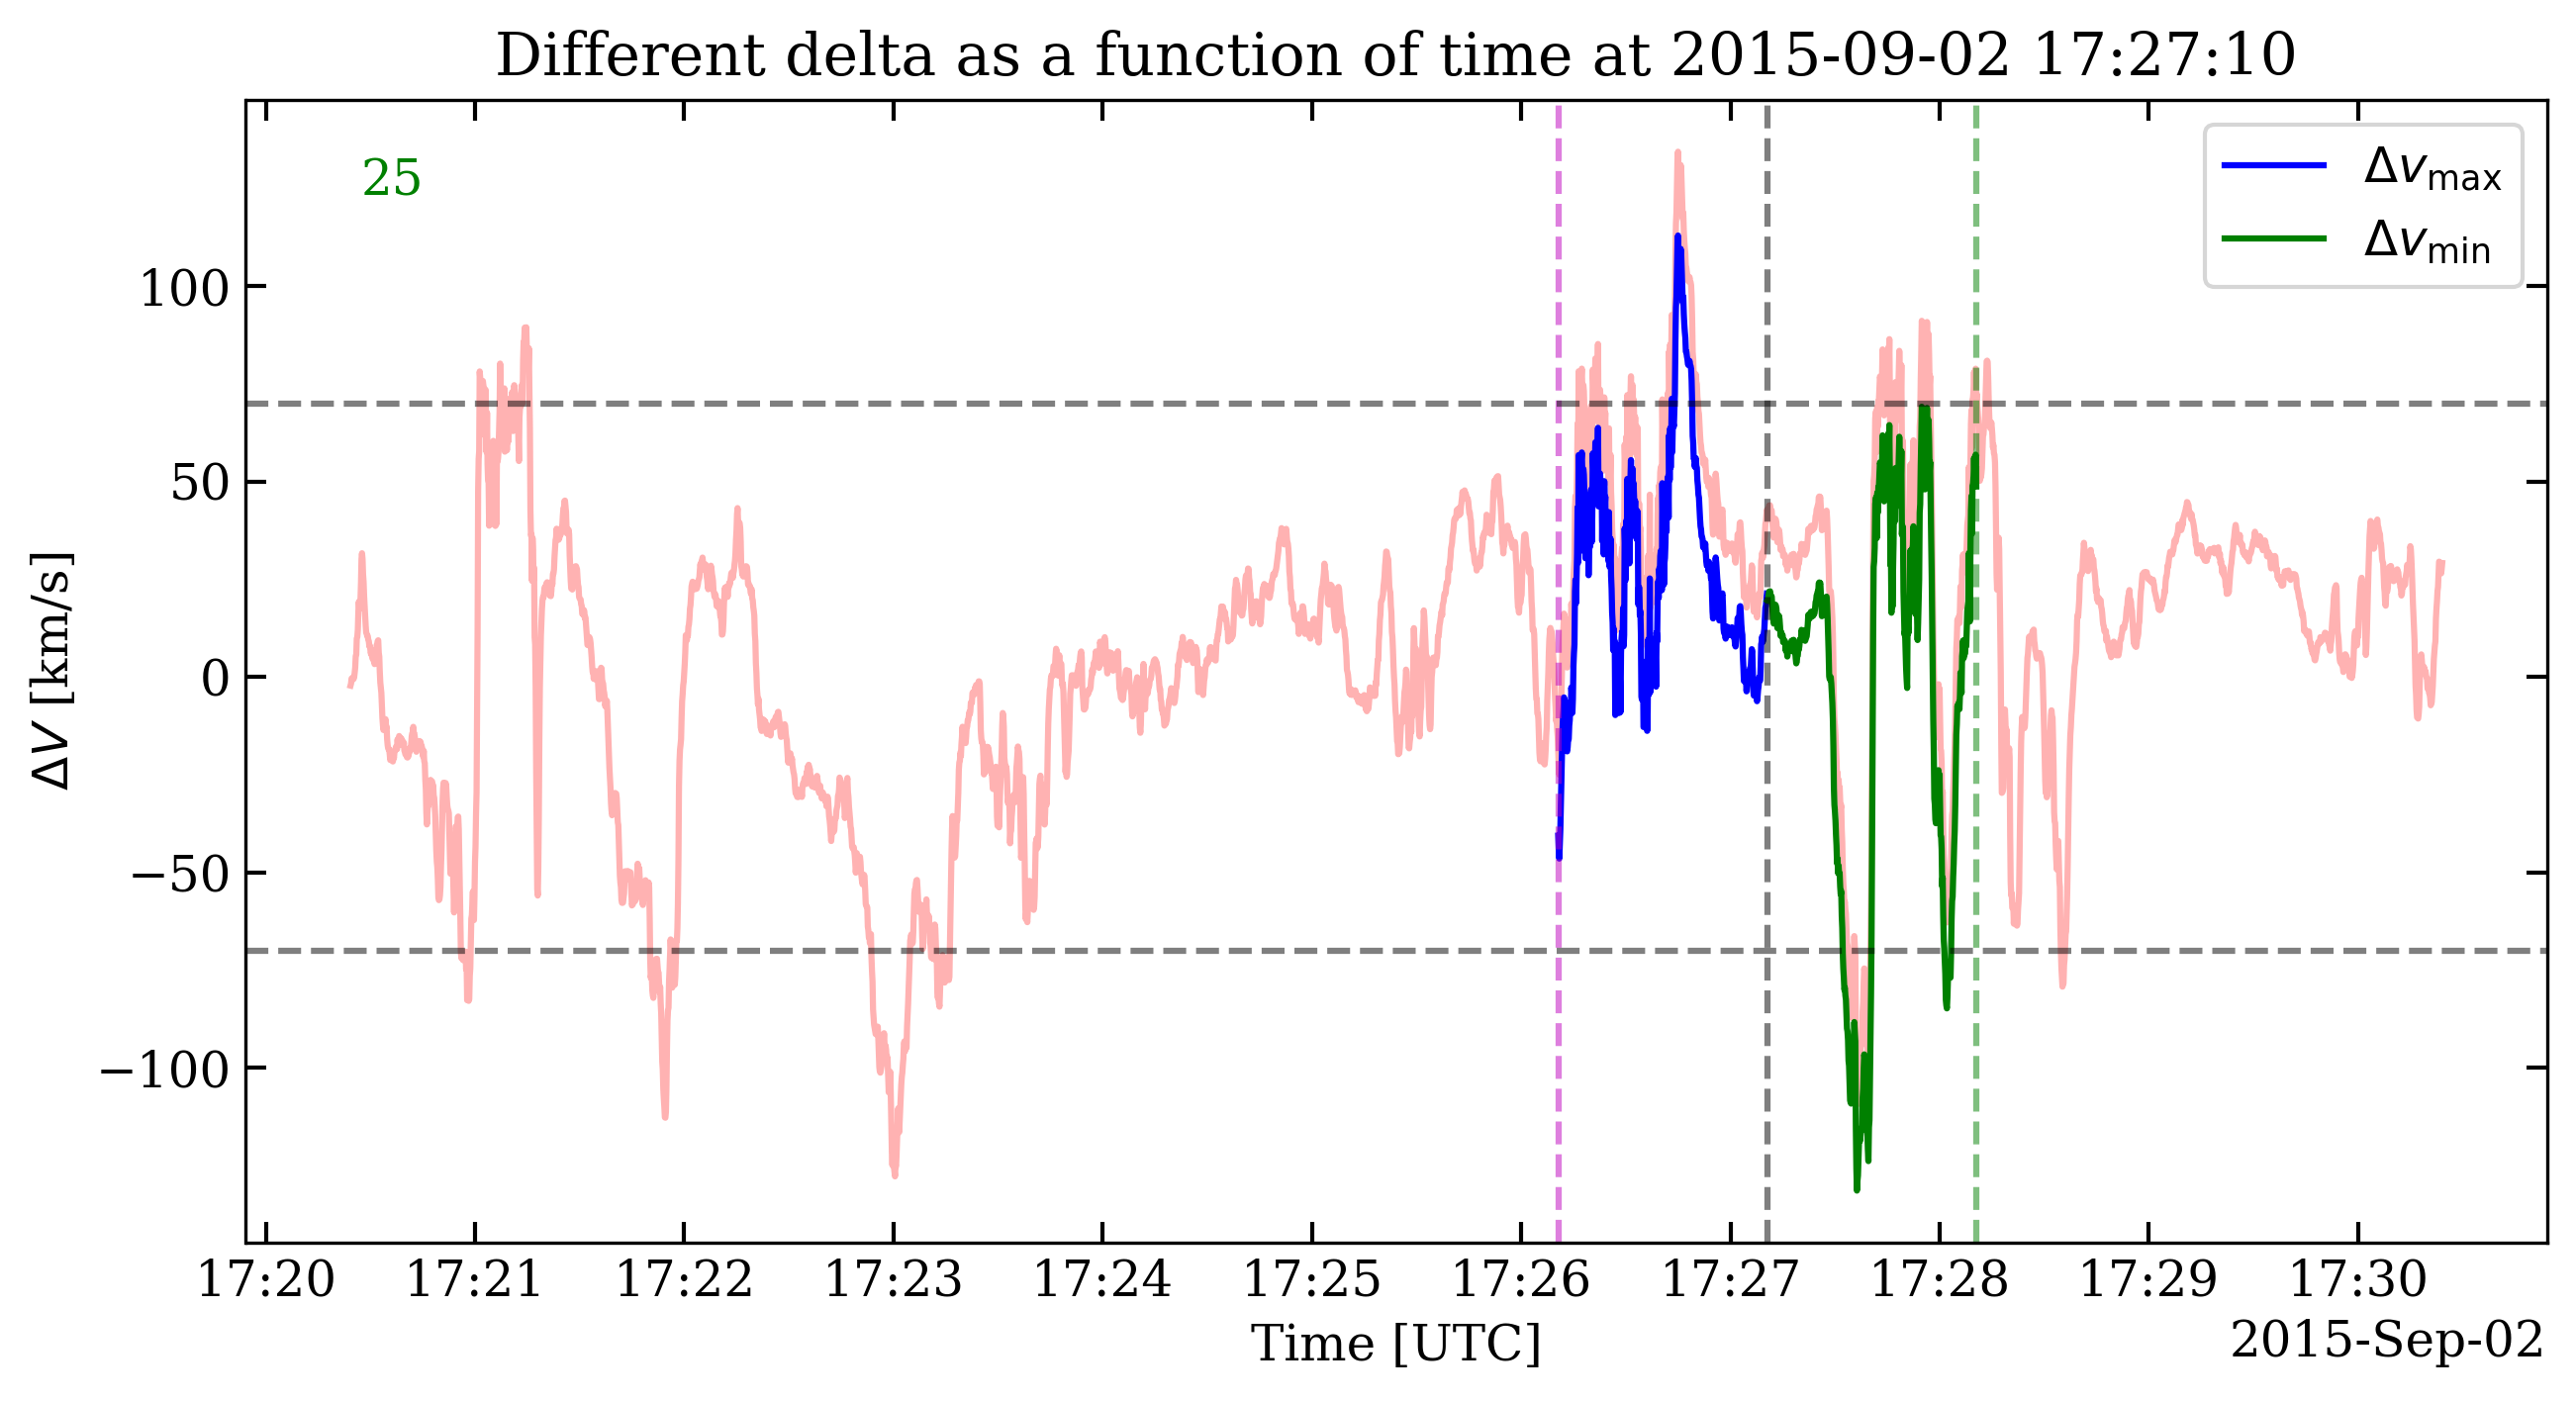 Different delta as a function of time at 2015-09-02 17:27:10
25
Δv_max
Δv_min
ΔV [km/s]
100
50
0
−50
−100
17:20 17:21 17:22 17:23 17:24 17:25 17:26 17:27 17:28 17:29 17:30
Time [UTC]
2015-Sep-02